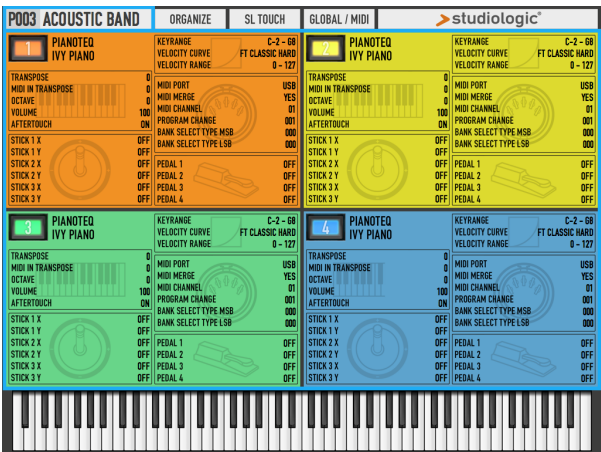 P003 ACOUSTIC BAND ORGANIZE SL TOUCH GLOBAL / MIDI studiologic®
1 PIANOTEQ
IVY PIANO
KEYRANGE C-2 – G8
VELOCITY CURVE FT CLASSIC HARD
VELOCITY RANGE 0 – 127
TRANSPOSE 0
MIDI IN TRANSPOSE 0
OCTAVE 0
VOLUME 100
AFTERTOUCH ON
MIDI PORT USB
MIDI MERGE YES
MIDI CHANNEL 01
PROGRAM CHANGE 001
BANK SELECT TYPE MSB 000
BANK SELECT TYPE LSB 000
STICK 1 X OFF
STICK 1 Y OFF
STICK 2 X OFF
STICK 2 Y OFF
STICK 3 X OFF
STICK 3 Y OFF
PEDAL 1 OFF
PEDAL 2 OFF
PEDAL 3 OFF
PEDAL 4 OFF
2 PIANOTEQ
IVY PIANO
KEYRANGE C-2 – G8
VELOCITY CURVE FT CLASSIC HARD
VELOCITY RANGE 0 – 127
TRANSPOSE 0
MIDI IN TRANSPOSE 0
OCTAVE 0
VOLUME 100
AFTERTOUCH ON
MIDI PORT USB
MIDI MERGE YES
MIDI CHANNEL 01
PROGRAM CHANGE 001
BANK SELECT TYPE MSB 000
BANK SELECT TYPE LSB 000
STICK 1 X OFF
STICK 1 Y OFF
STICK 2 X OFF
STICK 2 Y OFF
STICK 3 X OFF
STICK 3 Y OFF
PEDAL 1 OFF
PEDAL 2 OFF
PEDAL 3 OFF
PEDAL 4 OFF
3 PIANOTEQ
IVY PIANO
KEYRANGE C-2 – G8
VELOCITY CURVE FT CLASSIC HARD
VELOCITY RANGE 0 – 127
TRANSPOSE 0
MIDI IN TRANSPOSE 0
OCTAVE 0
VOLUME 100
AFTERTOUCH ON
MIDI PORT USB
MIDI MERGE YES
MIDI CHANNEL 01
PROGRAM CHANGE 001
BANK SELECT TYPE MSB 000
BANK SELECT TYPE LSB 000
STICK 1 X OFF
STICK 1 Y OFF
STICK 2 X OFF
STICK 2 Y OFF
STICK 3 X OFF
STICK 3 Y OFF
PEDAL 1 OFF
PEDAL 2 OFF
PEDAL 3 OFF
PEDAL 4 OFF
4 PIANOTEQ
IVY PIANO
KEYRANGE C-2 – G8
VELOCITY CURVE FT CLASSIC HARD
VELOCITY RANGE 0 – 127
TRANSPOSE 0
MIDI IN TRANSPOSE 0
OCTAVE 0
VOLUME 100
AFTERTOUCH ON
MIDI PORT USB
MIDI MERGE YES
MIDI CHANNEL 01
PROGRAM CHANGE 001
BANK SELECT TYPE MSB 000
BANK SELECT TYPE LSB 000
STICK 1 X OFF
STICK 1 Y OFF
STICK 2 X OFF
STICK 2 Y OFF
STICK 3 X OFF
STICK 3 Y OFF
PEDAL 1 OFF
PEDAL 2 OFF
PEDAL 3 OFF
PEDAL 4 OFF